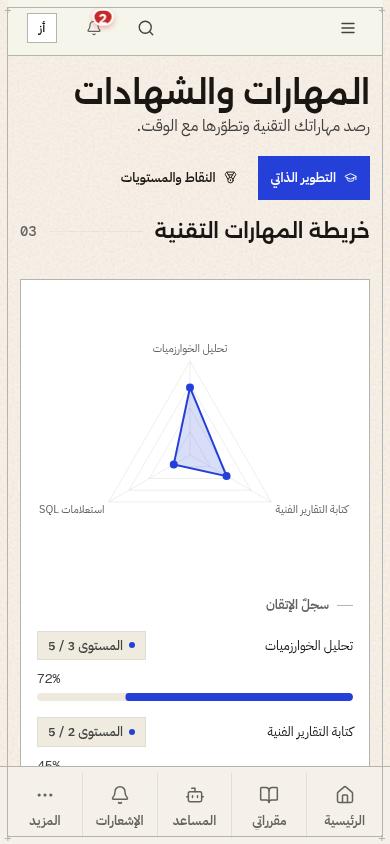 أز
2
المهارات والشهادات
رصد مهاراتك التقنية وتطوّرها مع الوقت.
التطوير الذاتي
النقاط والمستويات
خريطة المهارات التقنية
03
تحليل الخوارزميات
كتابة التقارير الفنية
استعلامات SQL
سجلّ الإتقان
تحليل الخوارزميات
المستوى 3 / 5
72%
كتابة التقارير الفنية
المستوى 2 / 5
45%
الرئيسية
مقرراتي
المساعد
الإشعارات
المزيد